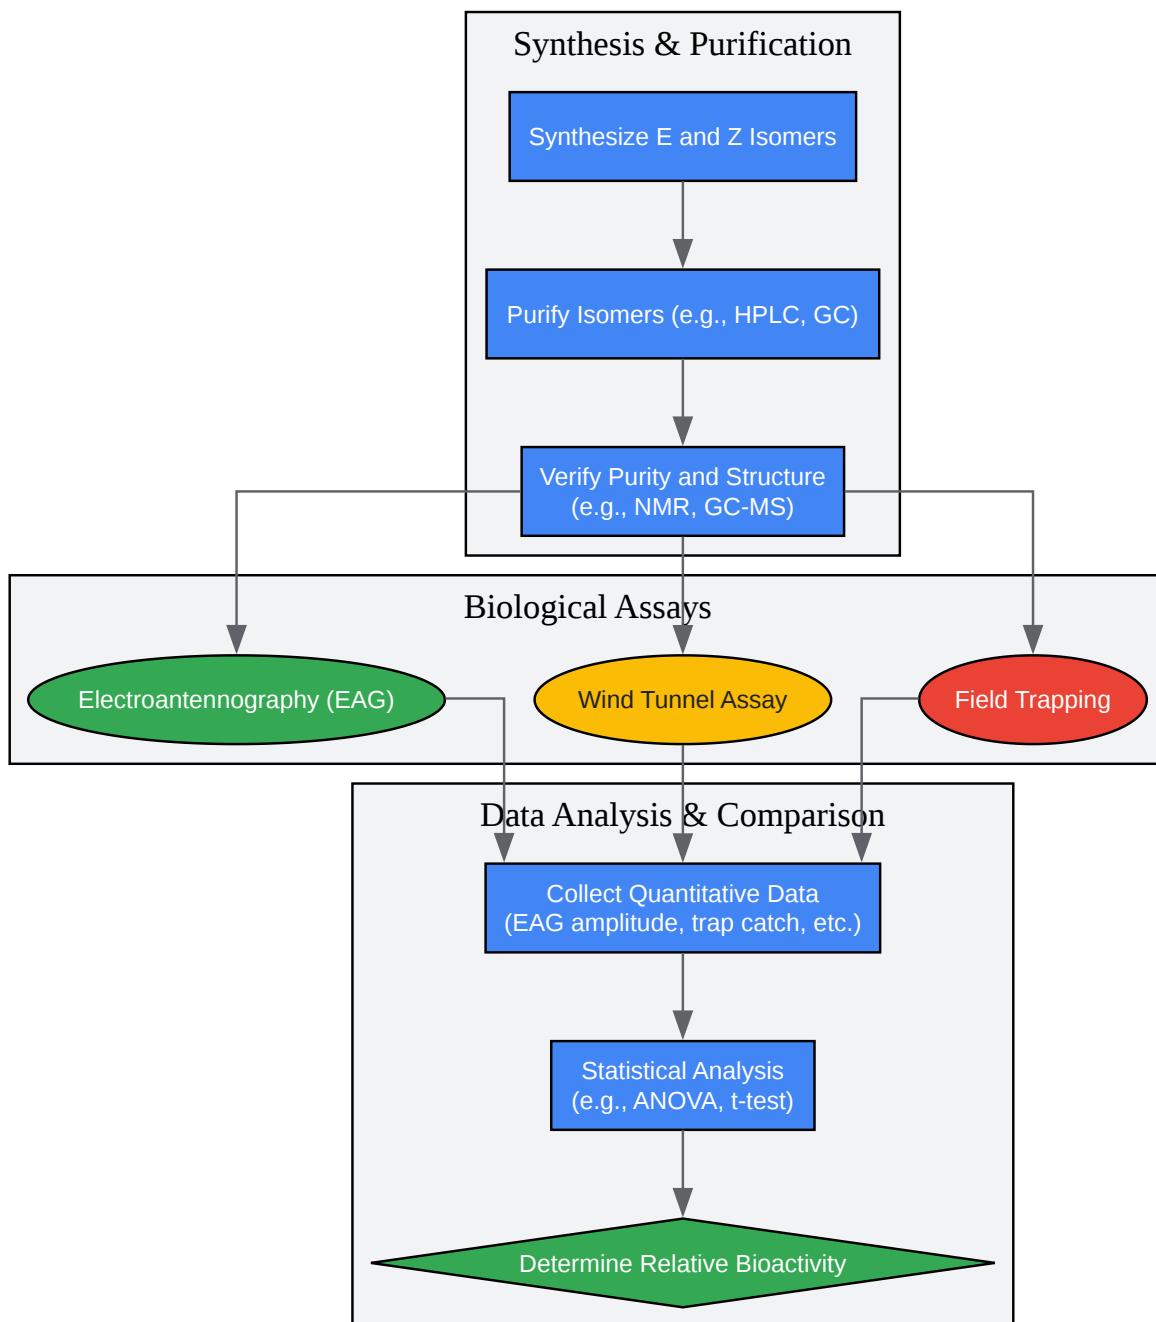 Synthesis & Purification
Synthesize E and Z Isomers
Purify Isomers (e.g., HPLC, GC)
Verify Purity and Structure
(e.g., NMR, GC-MS)
Biological Assays
Electroantennography (EAG)
Wind Tunnel Assay
Field Trapping
Data Analysis & Comparison
Collect Quantitative Data
(EAG amplitude, trap catch, etc.)
Statistical Analysis
(e.g., ANOVA, t-test)
Determine Relative Bioactivity